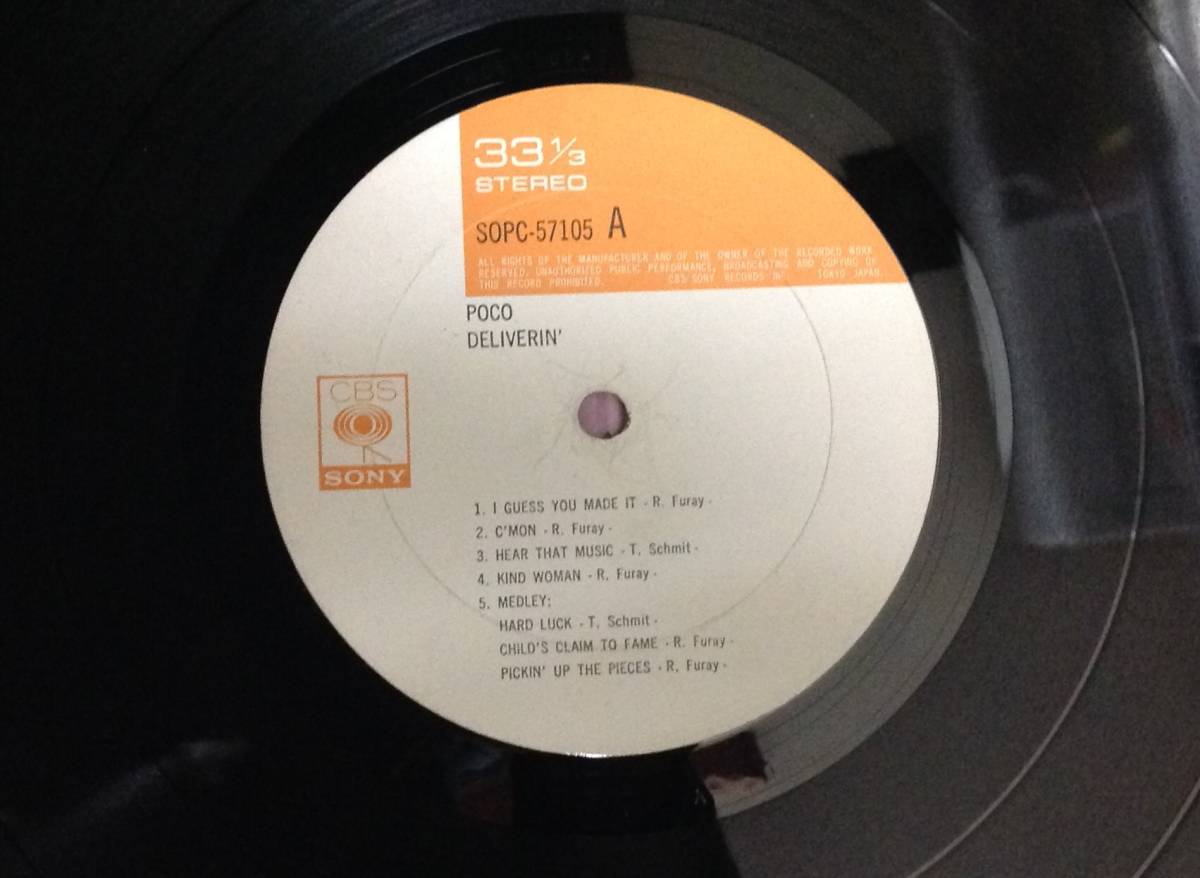 33⅓
STEREO
SOPC-57105 A
ALL RIGHTS OF THE MANUFACTURER AND OF THE OWNER OF THE RECORDED WORK
RESERVED. UNAUTHORIZED PUBLIC PERFORMANCE, BROADCASTING AND COPYING OF
THIS RECORD PROHIBITED. CBS/SONY RECORDS INC. TOKYO JAPAN.
POCO
DELIVERIN'
CBS
SONY
1. I GUESS YOU MADE IT - R. Furay -
2. C'MON - R. Furay -
3. HEAR THAT MUSIC - T. Schmit -
4. KIND WOMAN - R. Furay -
5. MEDLEY:
HARD LUCK - T. Schmit -
CHILD'S CLAIM TO FAME - R. Furay -
PICKIN' UP THE PIECES - R. Furay -